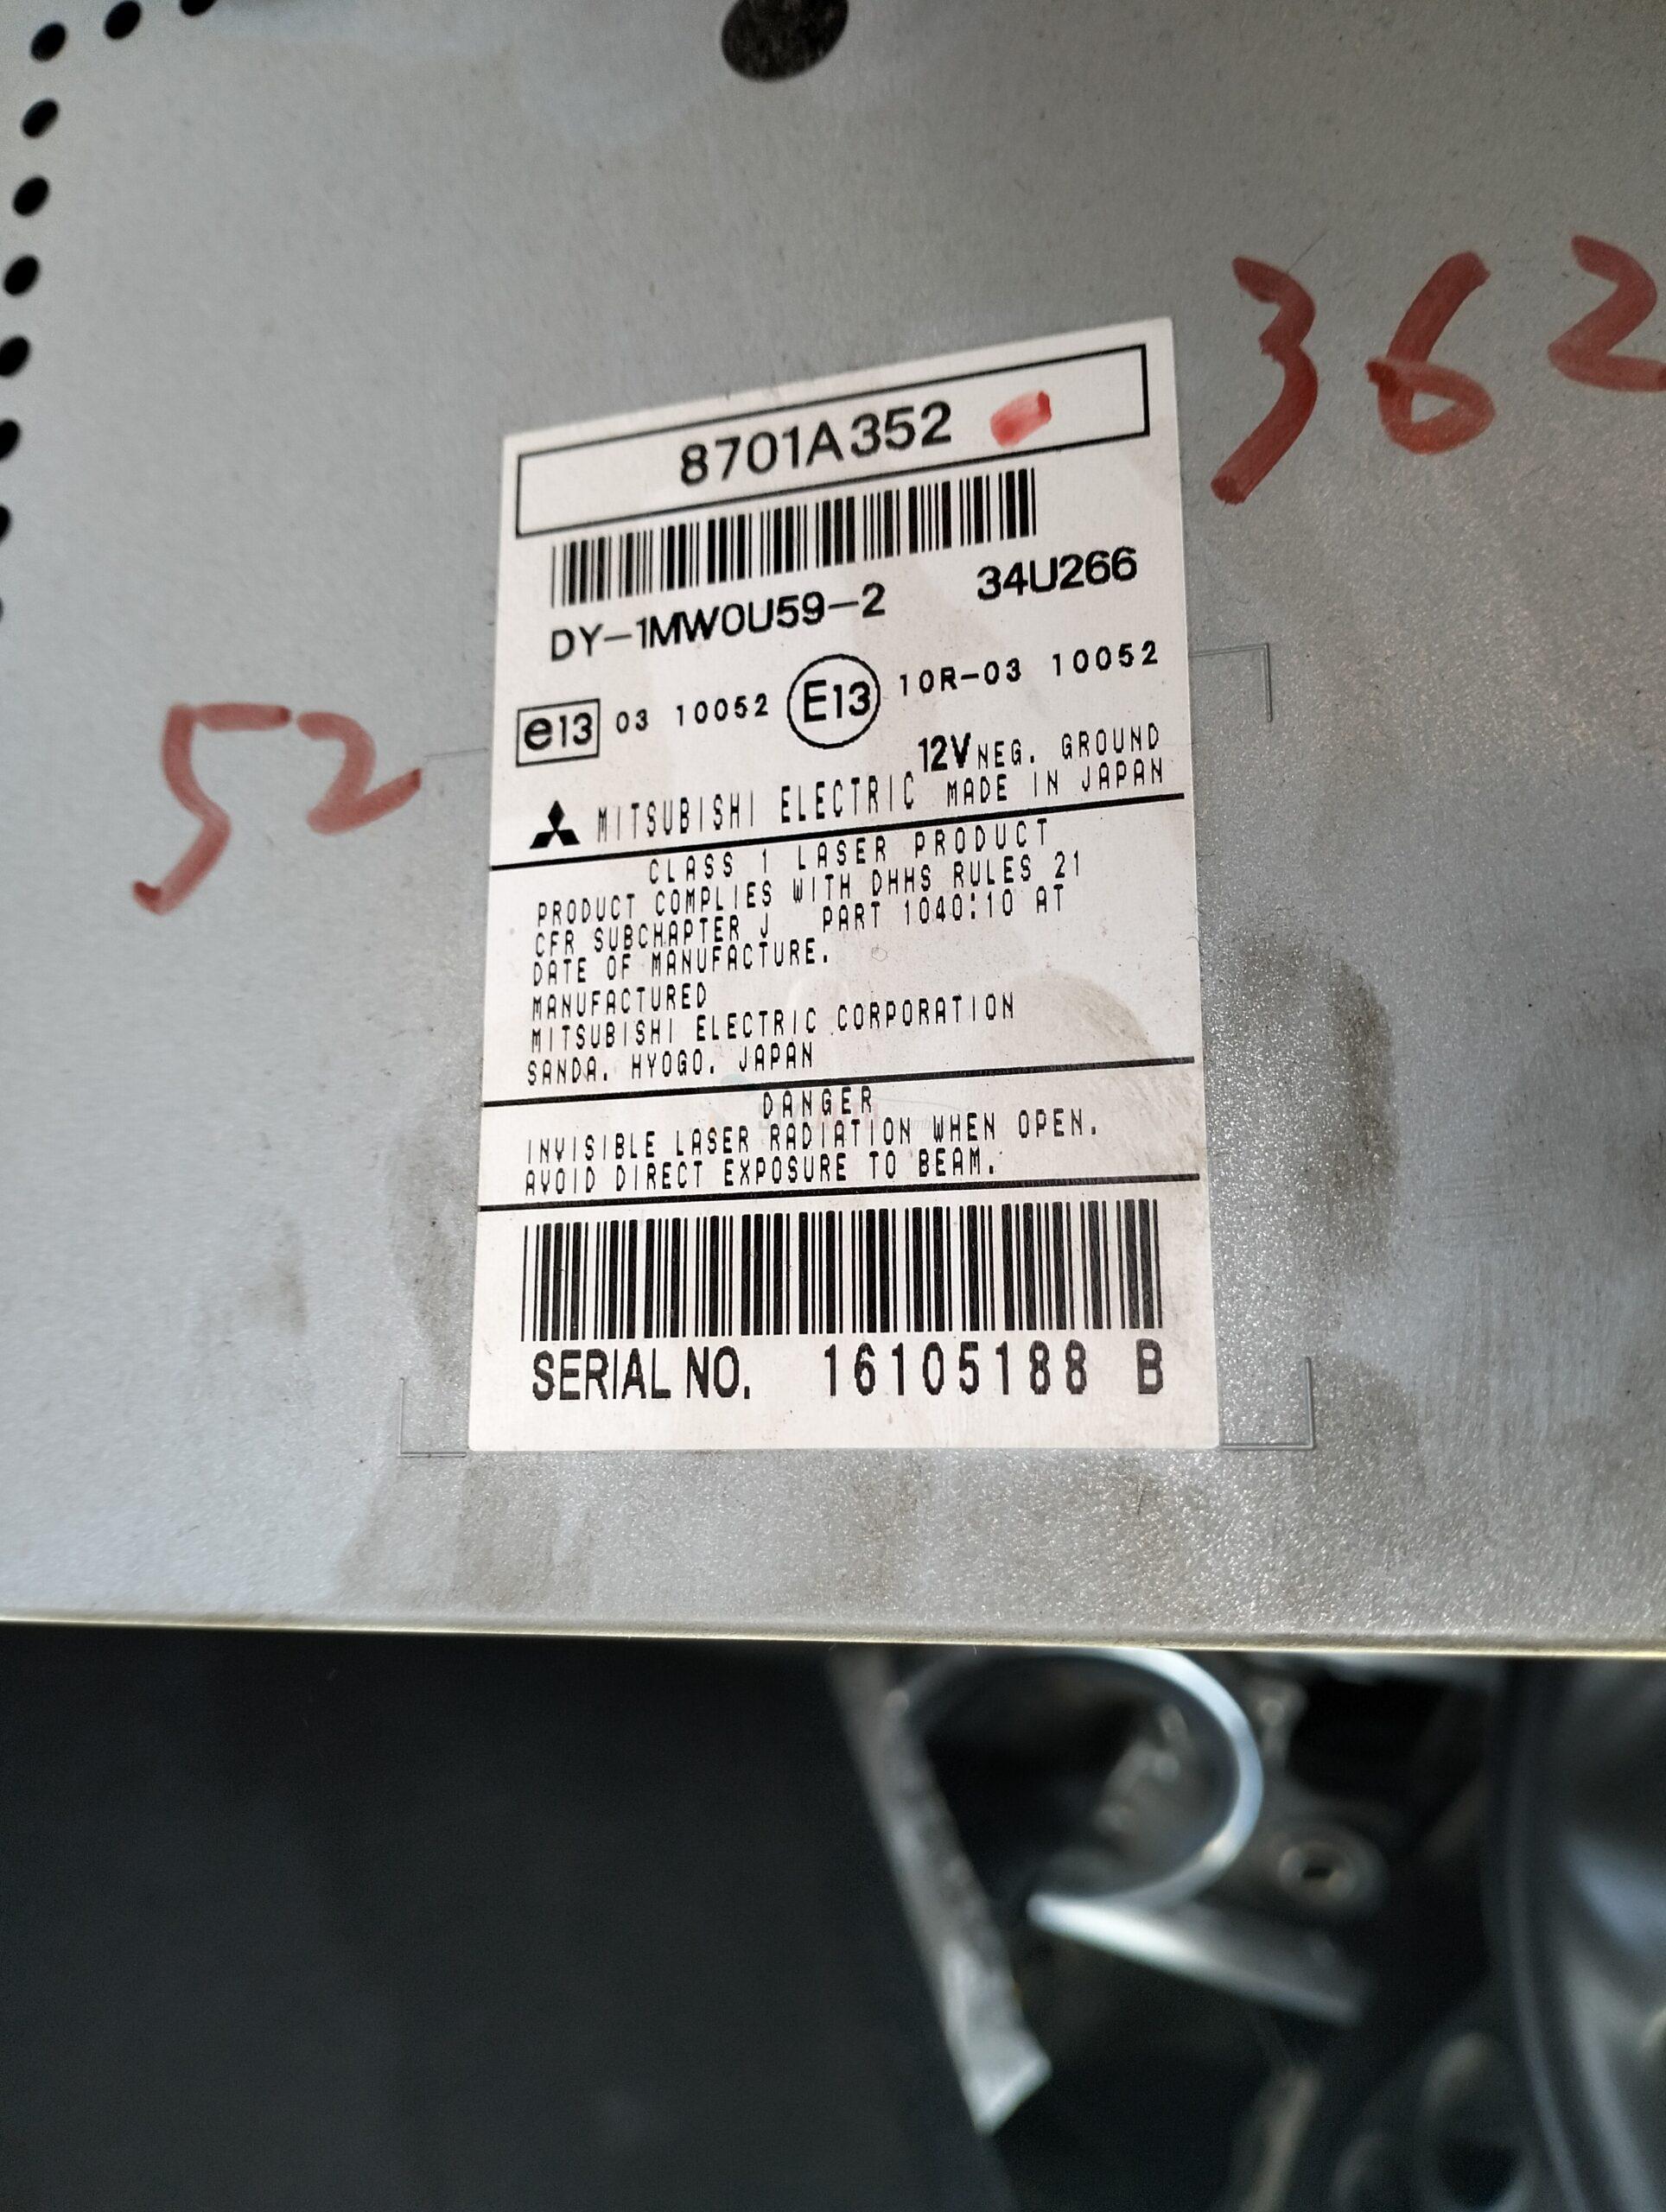 362
8701A352
DY-1MW0U59-2 34U266
52
e13 03 10052 E13 10R-03 10052
12V NEG. GROUND
MITSUBISHI ELECTRIC MADE IN JAPAN
CLASS 1 LASER PRODUCT
PRODUCT COMPLIES WITH DHHS RULES 21
CFR SUBCHAPTER J PART 1040:10 AT
DATE OF MANUFACTURE.
MANUFACTURED
MITSUBISHI ELECTRIC CORPORATION
SANDA. HYOGO. JAPAN
DANGER
INVISIBLE LASER RADIATION WHEN OPEN.
AVOID DIRECT EXPOSURE TO BEAM.
SERIAL NO. 16105188 B